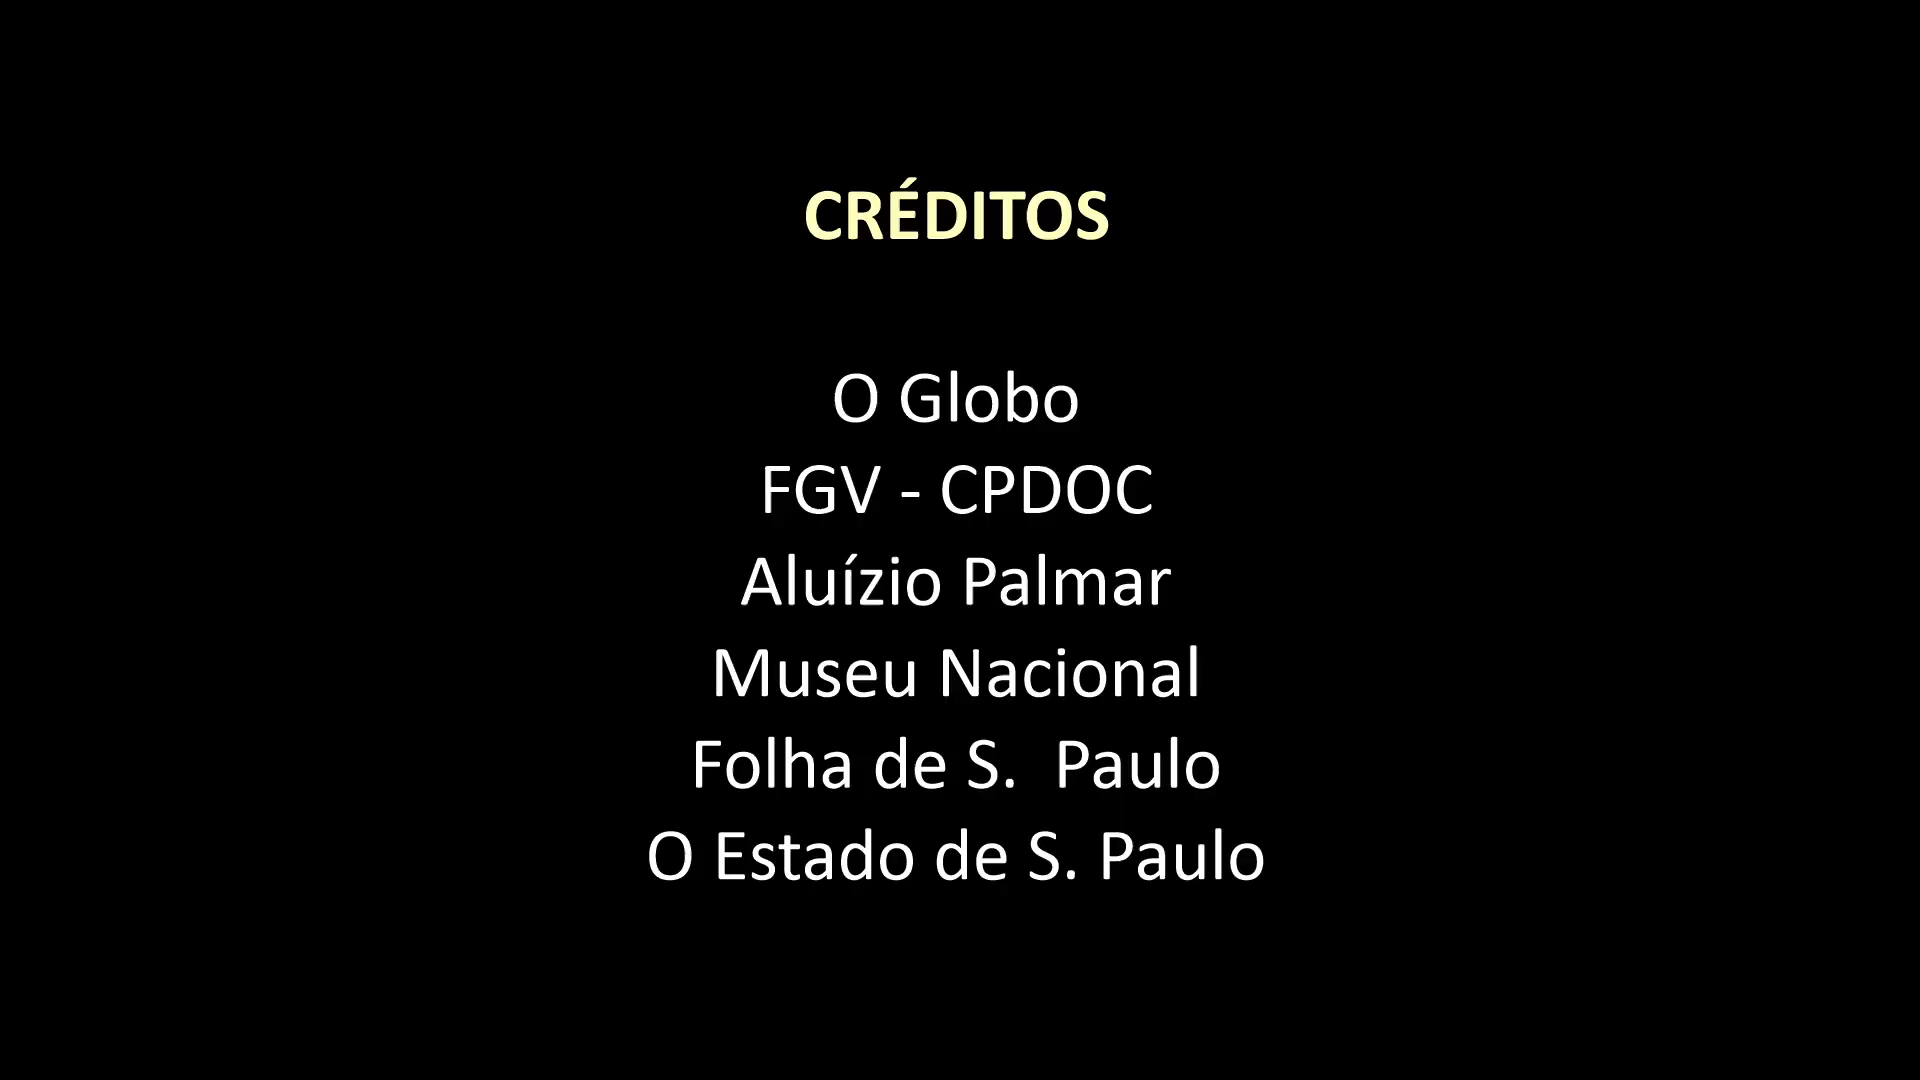 CRÉDITOS
O Globo
FGV - CPDOC
Aluízio Palmar
Museu Nacional
Folha de S.  Paulo
O Estado de S. Paulo